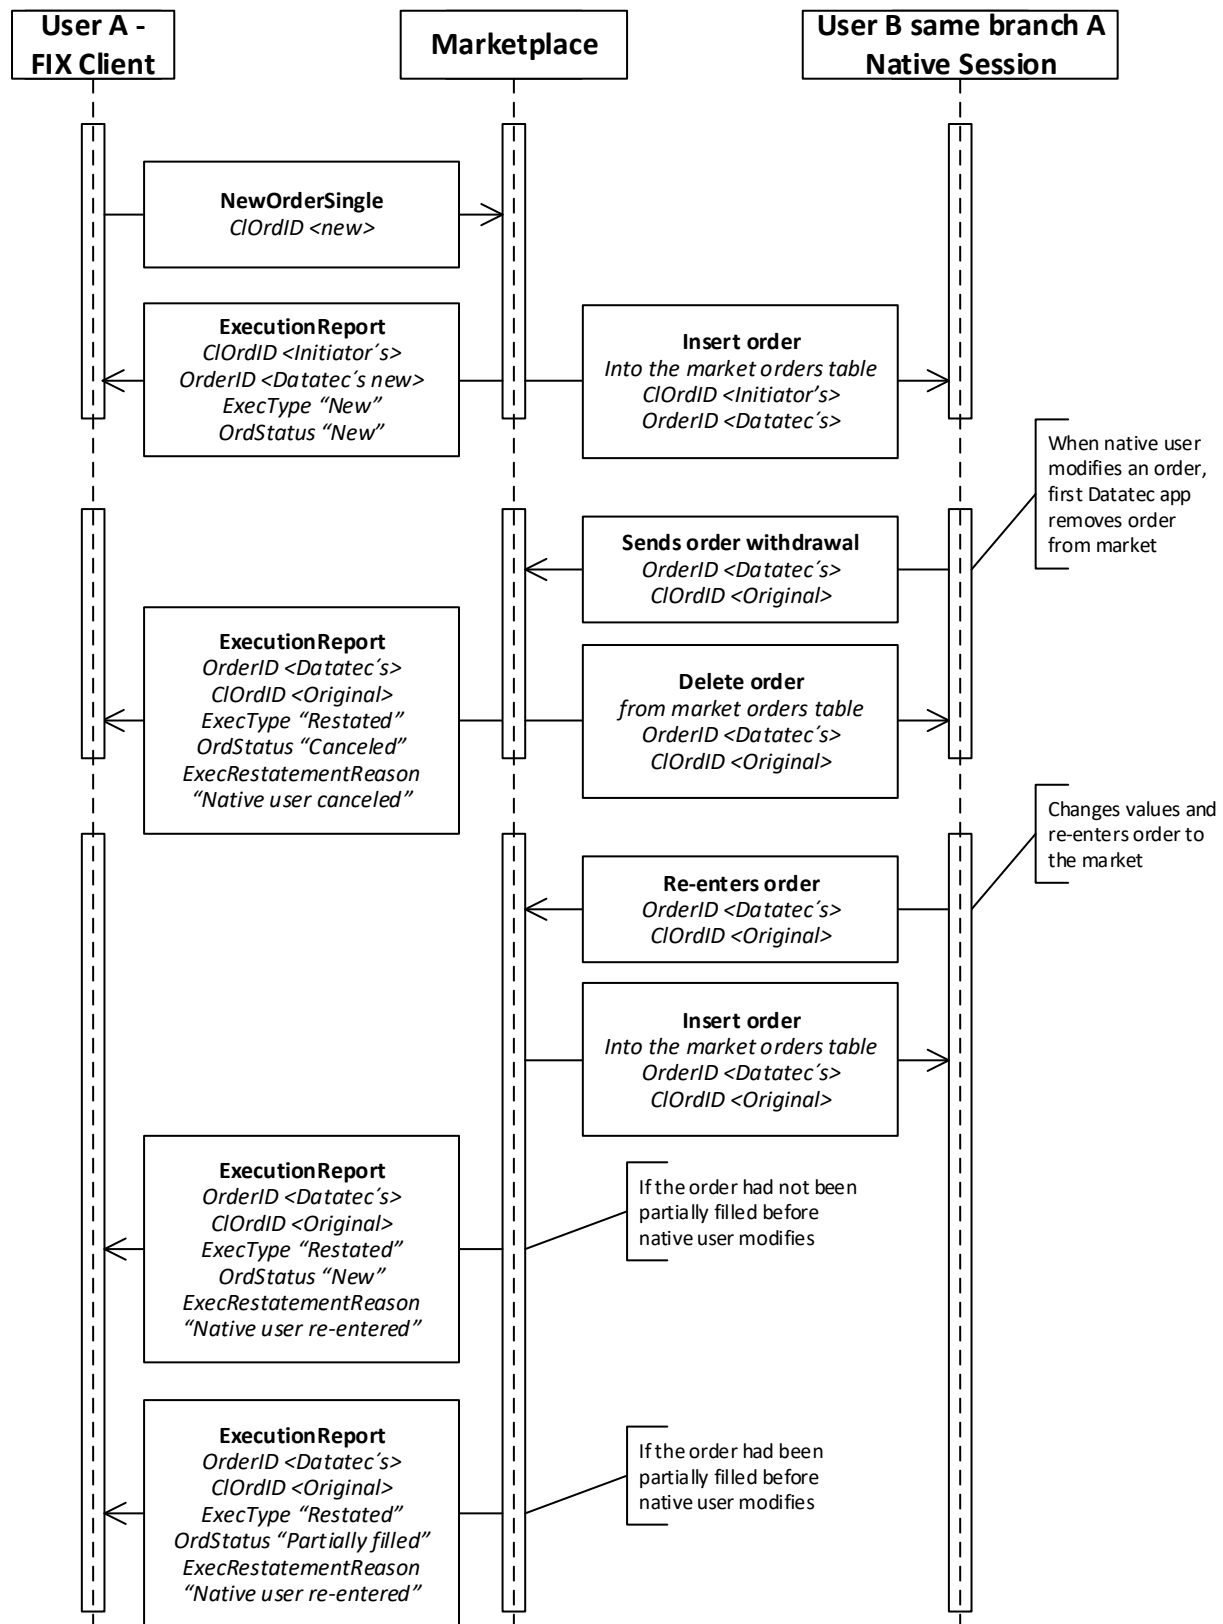 User A -
FIX Client
Marketplace
User B same branch A
Native Session
NewOrderSingle
ClOrdID <new>
ExecutionReport
ClOrdID <Initiator´s>
OrderID <Datatec´s new>
ExecType “New”
OrdStatus “New”
Insert order
Into the market orders table
ClOrdID <Initiator’s>
OrderID <Datatec´s>
When native user
modifies an order,
first Datatec app
removes order
from market
Sends order withdrawal
OrderID <Datatec´s>
ClOrdID <Original>
ExecutionReport
OrderID <Datatec´s>
ClOrdID <Original>
ExecType “Restated”
OrdStatus “Canceled”
ExecRestatementReason
“Native user canceled”
Delete order
from market orders table
OrderID <Datatec´s>
ClOrdID <Original>
Changes values and
re-enters order to
the market
Re-enters order
OrderID <Datatec´s>
ClOrdID <Original>
Insert order
Into the market orders table
OrderID <Datatec´s>
ClOrdID <Original>
ExecutionReport
OrderID <Datatec´s>
ClOrdID <Original>
ExecType “Restated”
OrdStatus “New”
ExecRestatementReason
“Native user re-entered”
If the order had not been
partially filled before
native user modifies
ExecutionReport
OrderID <Datatec´s>
ClOrdID <Original>
ExecType “Restated”
OrdStatus “Partially filled”
ExecRestatementReason
“Native user re-entered”
If the order had been
partially filled before
native user modifies